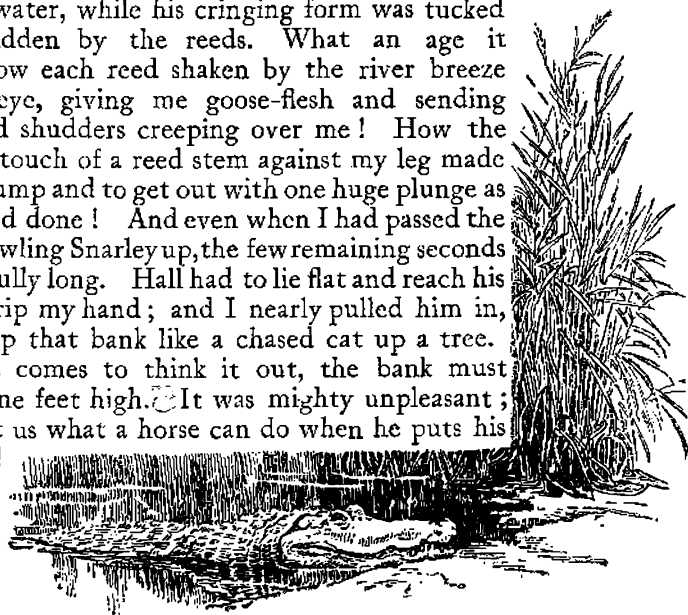 water, while his cringing form was tucked
dden by the reeds. What an age it
ow each reed shaken by the river breeze
eye, giving me goose-flesh and sending
d shudders creeping over me! How the
touch of a reed stem against my leg made
ump and to get out with one huge plunge as
d done! And even when I had passed the
wling Snarleyup, the few remaining seconds
ully long. Hall had to lie flat and reach his
rip my hand; and I nearly pulled him in,
p that bank like a chased cat up a tree.
comes to think it out, the bank must
ne feet high. It was mighty unpleasant;
t us what a horse can do when he puts his